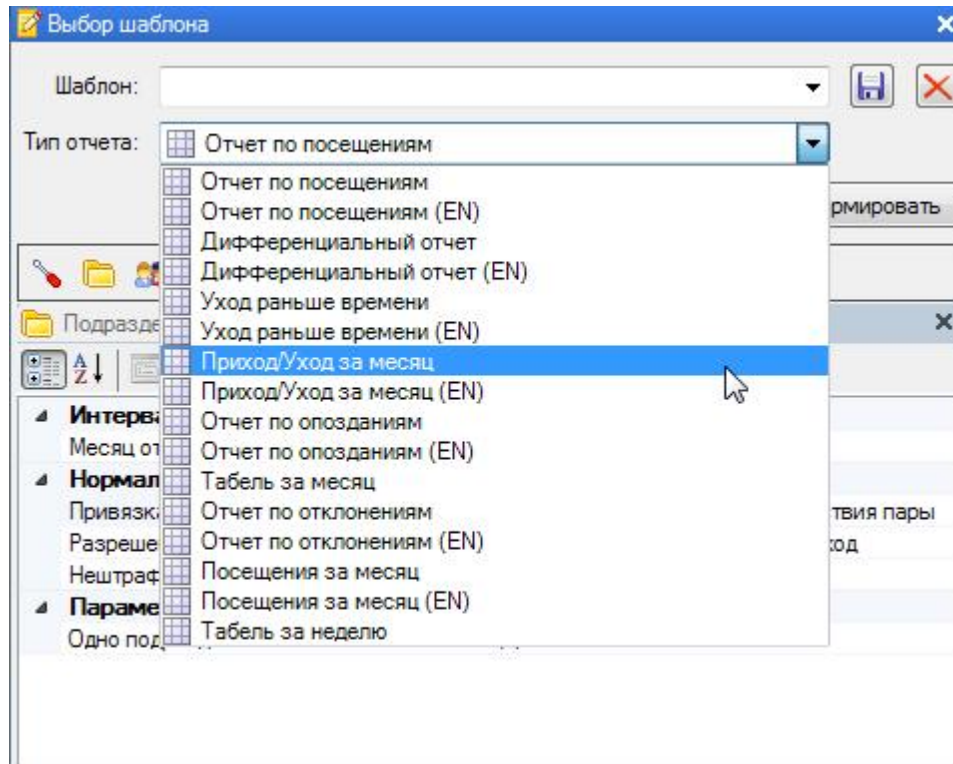 Выбор шаблона
Шаблон:
Тип отчета: Отчет по посещениям
Отчет по посещениям
Отчет по посещениям (EN)
Дифференциальный отчет
Дифференциальный отчет (EN)
Уход раньше времени
Уход раньше времени (EN)
Приход/Уход за месяц
Приход/Уход за месяц (EN)
Отчет по опозданиям
Отчет по опозданиям (EN)
Табель за месяц
Отчет по отклонениям
Отчет по отклонениям (EN)
Посещения за месяц
Посещения за месяц (EN)
Табель за неделю
рмировать
Подразде
Интерва
Месяц от
Нормал
Привязк
твия пары
Разреше
ход
Нештраф
Параме
Одно под